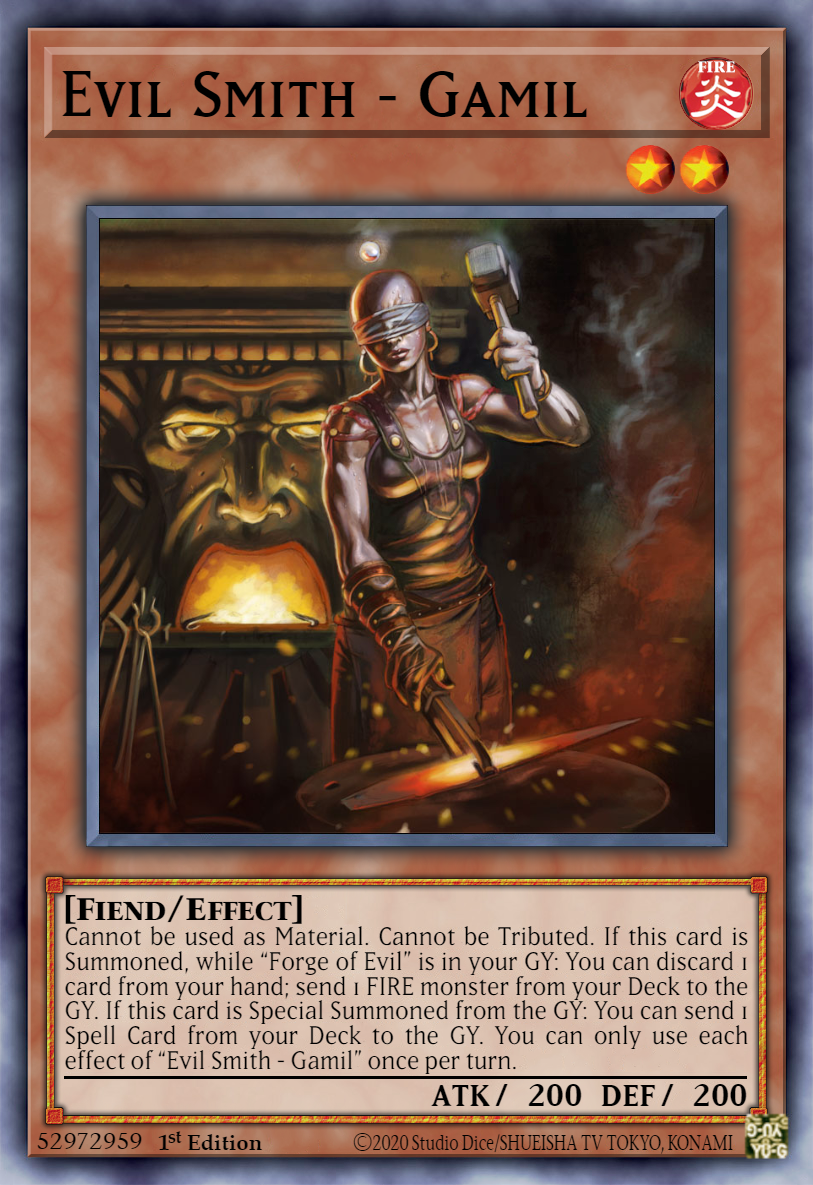 Evil Smith - Gamil
FIRE
炎
[Fiend/Effect]
Cannot be used as Material. Cannot be Tributed. If this card is
Summoned, while “Forge of Evil” is in your GY: You can discard 1
card from your hand; send 1 FIRE monster from your Deck to the
GY. If this card is Special Summoned from the GY: You can send 1
Spell Card from your Deck to the GY. You can only use each
effect of “Evil Smith - Gamil” once per turn.
ATK/ 200 DEF/ 200
52972959 1st Edition ©2020 Studio Dice/SHUEISHA TV TOKYO, KONAMI